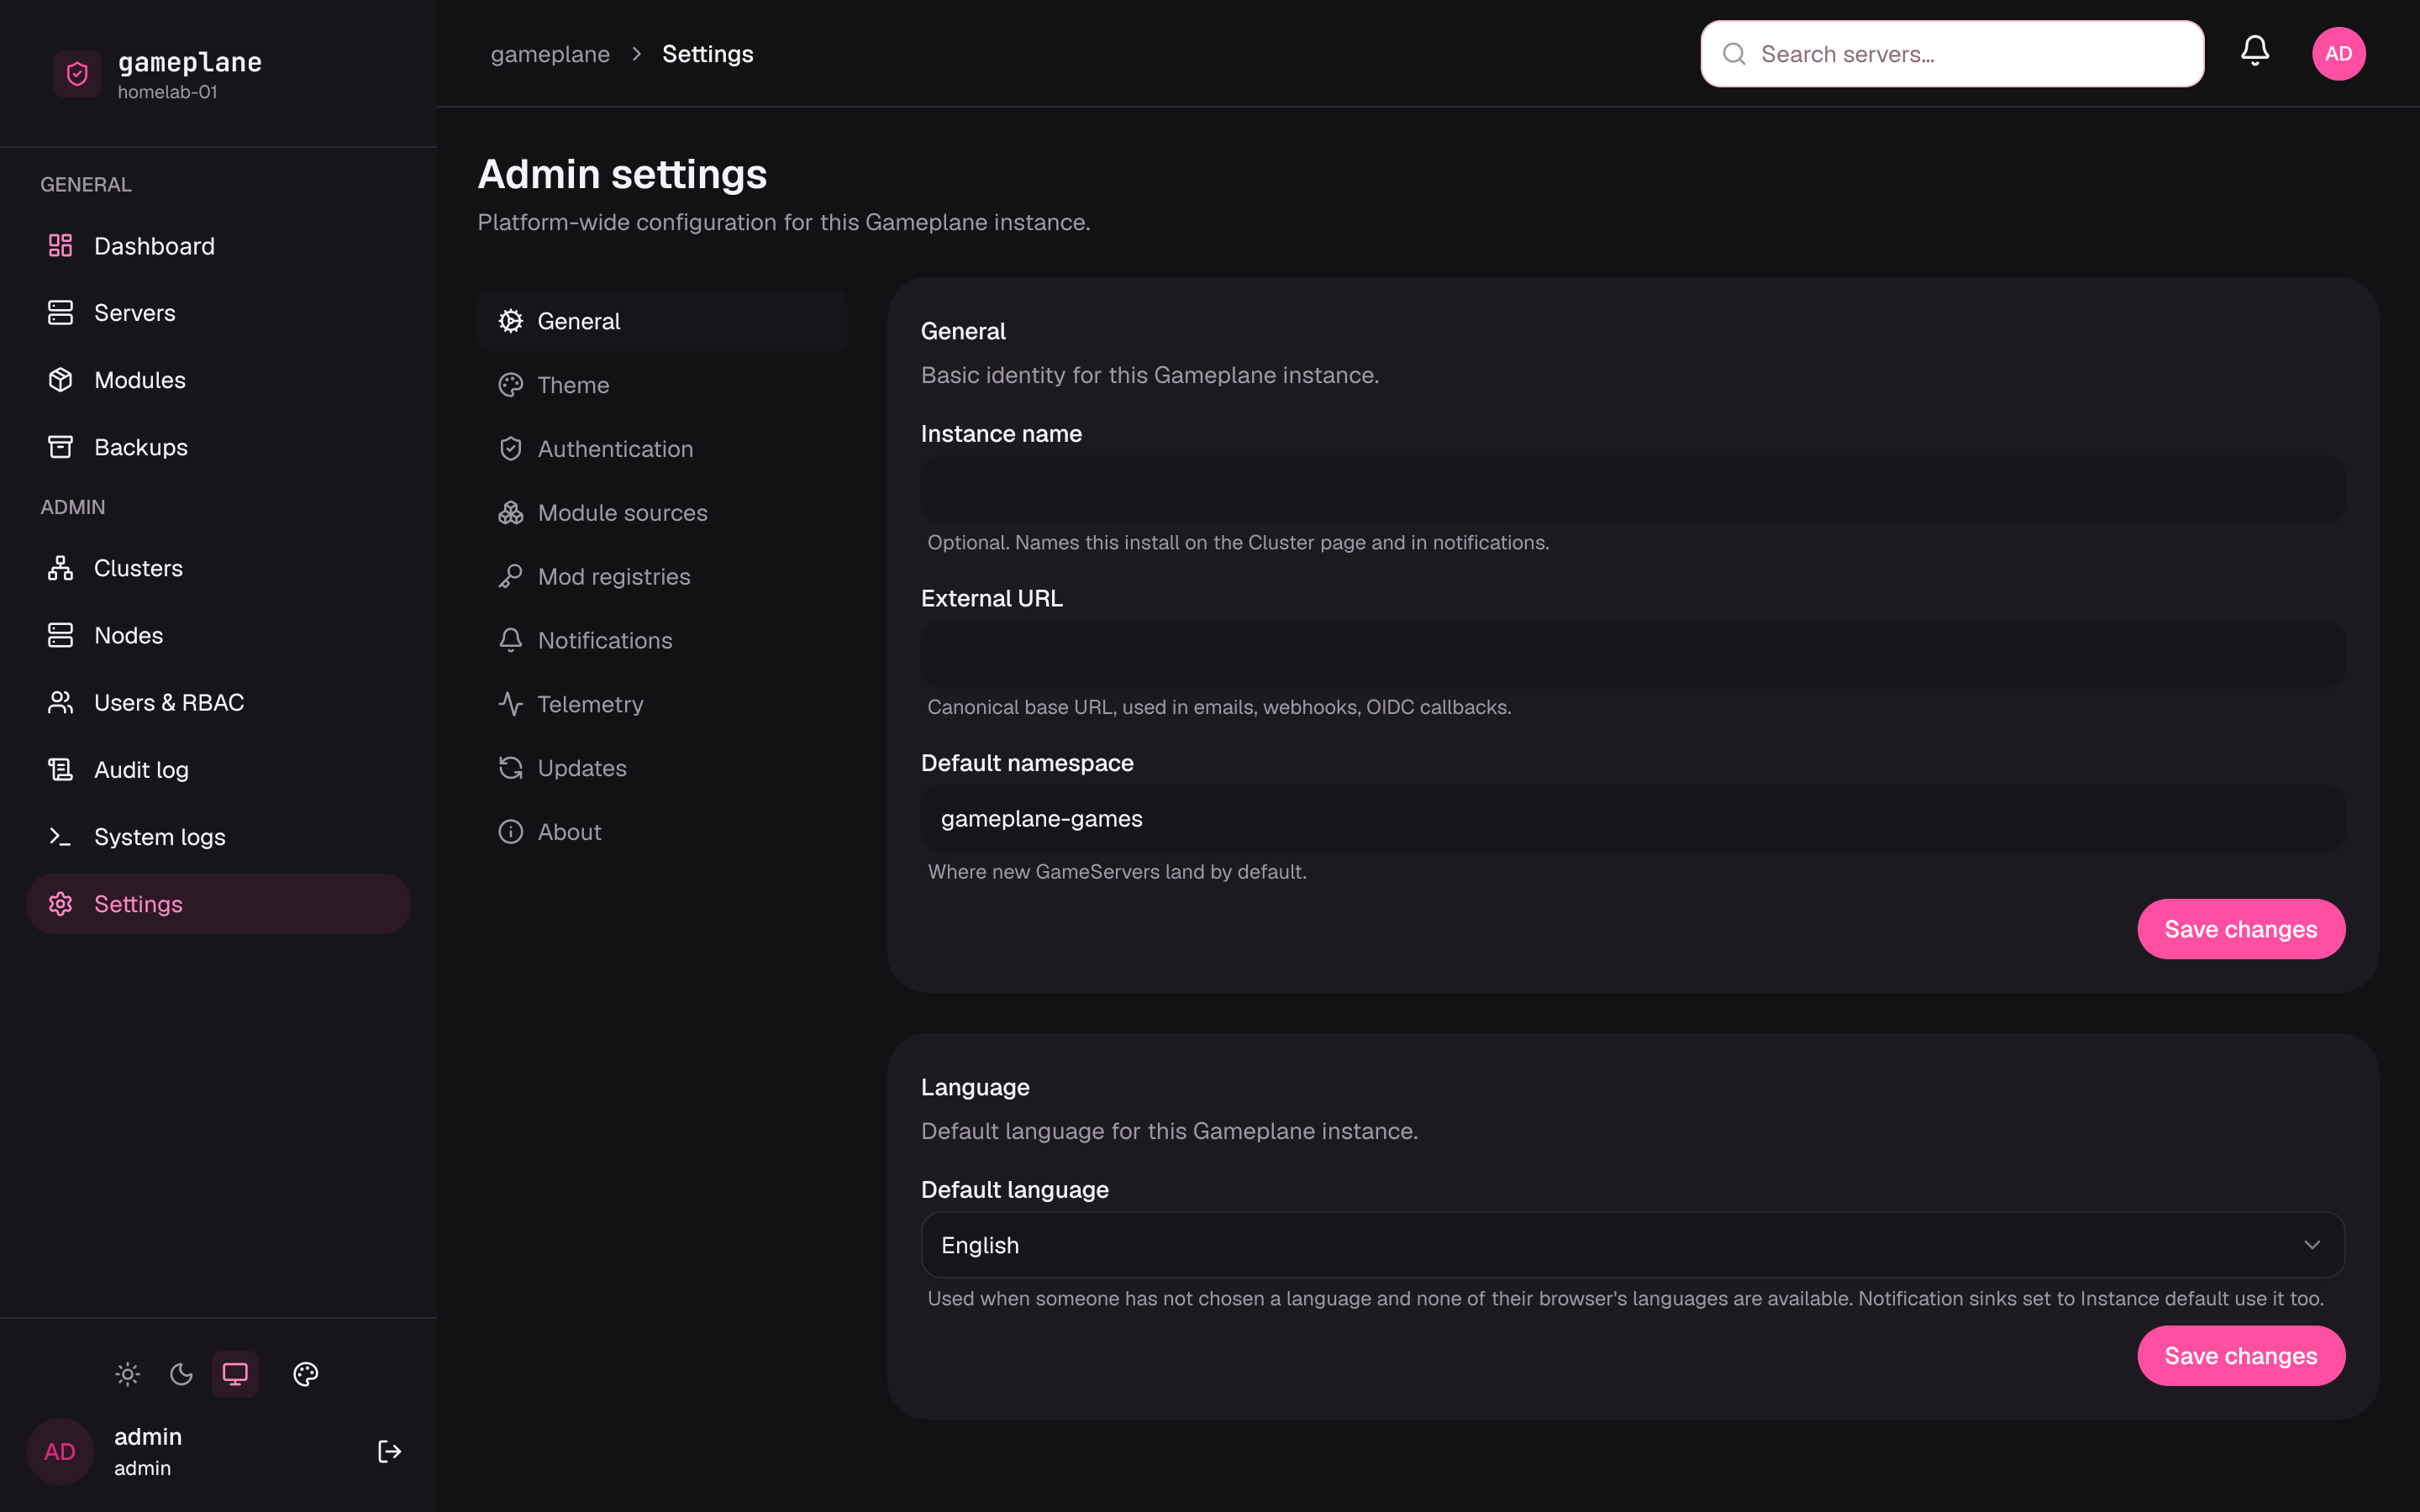 gameplane
homelab-01
GENERAL
Dashboard
Servers
Modules
Backups
ADMIN
Clusters
Nodes
Users & RBAC
Audit log
System logs
Settings
AD
admin
admin
gameplane
Settings
Search servers...
AD
Admin settings
Platform-wide configuration for this Gameplane instance.
General
Theme
Authentication
Module sources
Mod registries
Notifications
Telemetry
Updates
About
General
Basic identity for this Gameplane instance.
Instance name
Optional. Names this install on the Cluster page and in notifications.
External URL
Canonical base URL, used in emails, webhooks, OIDC callbacks.
Default namespace
gameplane-games
Where new GameServers land by default.
Save changes
Language
Default language for this Gameplane instance.
Default language
English
Used when someone has not chosen a language and none of their browser's languages are available. Notification sinks set to Instance default use it too.
Save changes